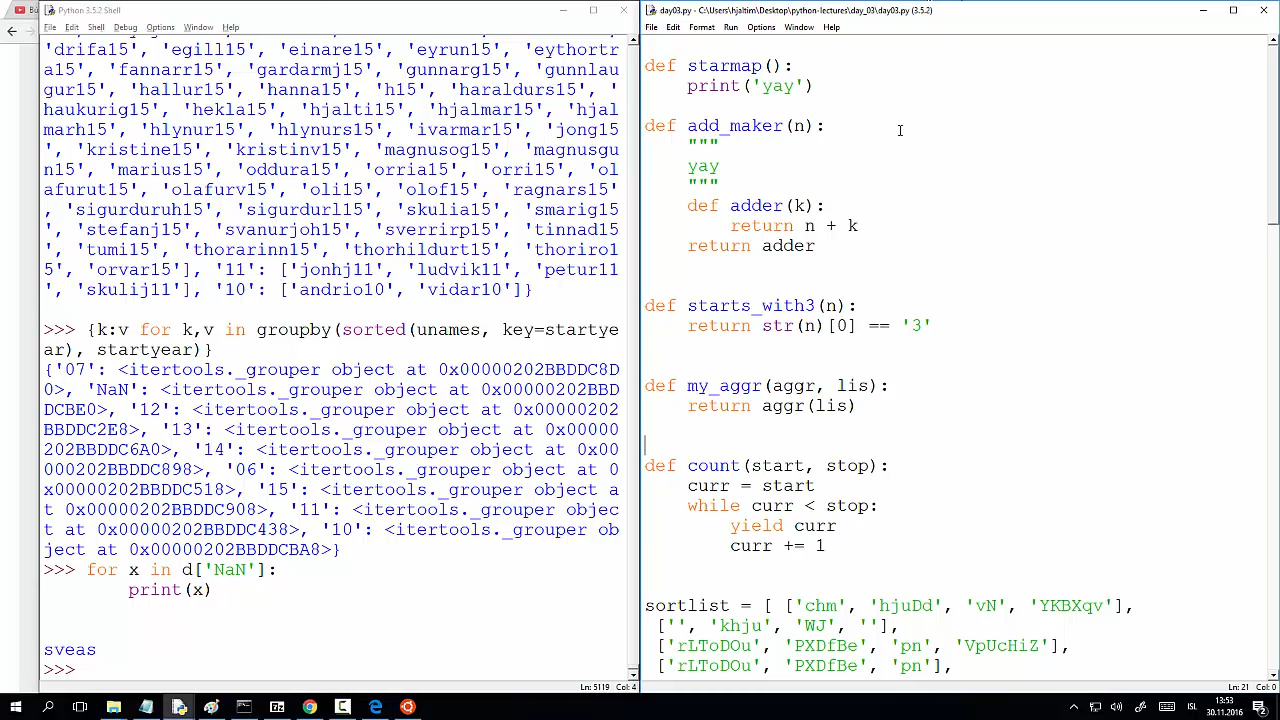 Bú
Python 3.5.2 Shell
File Edit Shell Debug Options Window Help
'drifa15', 'egill15', 'einare15', 'eyrun15', 'eythortr
a15', 'fannarr15', 'gardarmj15', 'gunnarg15', 'gunnlau
gur15', 'hallur15', 'hanna15', 'h15', 'haraldurs15', '
haukurig15', 'hekla15', 'hjalti15', 'hjalmar15', 'hjal
marh15', 'hlynur15', 'hlynurs15', 'ivarmar15', 'jong15
', 'kristine15', 'kristinv15', 'magnusog15', 'magnusgu
n15', 'marius15', 'oddura15', 'orria15', 'orri15', 'ol
afurut15', 'olafurv15', 'oli15', 'olof15', 'ragnars15'
, 'sigurduruh15', 'sigurdurl15', 'skulia15', 'smarig15
', 'stefanj15', 'svanurjoh15', 'sverrirp15', 'tinnad15
', 'tumi15', 'thorarinn15', 'thorhildurt15', 'thoriro1
5', 'orvar15'], '11': ['jonhj11', 'ludvik11', 'petur11
', 'skulij11'], '10': ['andrio10', 'vidar10']}
>>> {k:v for k,v in groupby(sorted(unames, key=startye
ar), startyear)}
{'07': <itertools._grouper object at 0x00000202BBDDC8D
0>, 'NaN': <itertools._grouper object at 0x00000202BBD
DCBE0>, '12': <itertools._grouper object at 0x00000202
BBDDC2E8>, '13': <itertools._grouper object at 0x00000
202BBDDC6A0>, '14': <itertools._grouper object at 0x00
000202BBDDC898>, '06': <itertools._grouper object at 0
x00000202BBDDC518>, '15': <itertools._grouper object a
t 0x00000202BBDDC908>, '11': <itertools._grouper objec
t at 0x00000202BBDDC438>, '10': <itertools._grouper ob
ject at 0x00000202BBDDCBA8>}
>>> for x in d['NaN']:
print(x)
sveas
>>>
Ln: 5119 Col: 4
day03.py - C:\Users\hjaltim\Desktop\python-lectures\day_03\day03.py (3.5.2)
File Edit Format Run Options Window Help
def starmap():
print('yay')
def add_maker(n):
"""
yay
"""
def adder(k):
return n + k
return adder
def starts_with3(n):
return str(n)[0] == '3'
def my_aggr(aggr, lis):
return aggr(lis)
def count(start, stop):
curr = start
while curr < stop:
yield curr
curr += 1
sortlist = [ ['chm', 'hjuDd', 'vN', 'YKBXqv'],
['', 'khju', 'WJ', ''],
['rLToDOu', 'PXDfBe', 'pn', 'VpUcHiZ'],
['rLToDOu', 'PXDfBe', 'pn'],
Ln: 21 Col: 0
ISL
13:53
30.11.2016
2